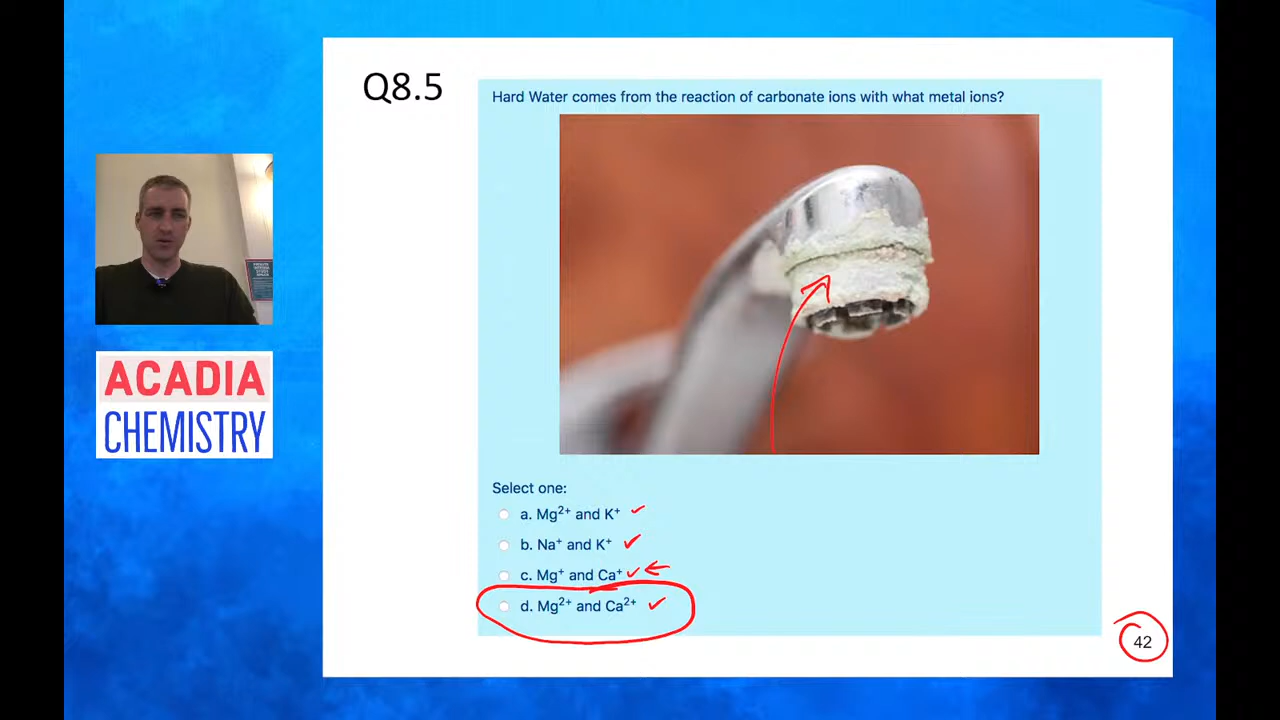 Q8.5
Hard Water comes from the reaction of carbonate ions with what metal ions?
ACADIA
CHEMISTRY
Select one:
a. Mg²⁺ and K⁺
b. Na⁺ and K⁺
c. Mg⁺ and Ca⁺
d. Mg²⁺ and Ca²⁺
42